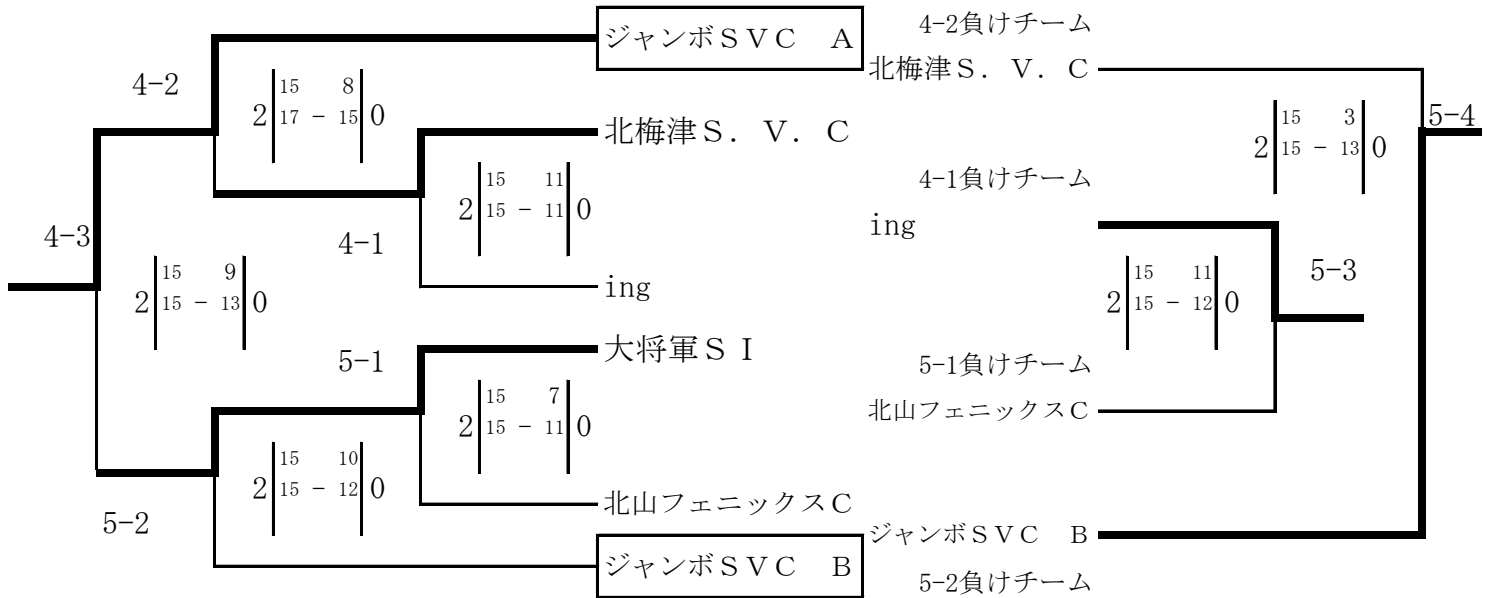 ジャンボＳＶＣ　Ａ
4-2負けチーム
北梅津Ｓ．Ｖ．Ｃ
4-2
15 8
2 17 - 15 0
北梅津Ｓ．Ｖ．Ｃ
5-4
15 3
2 15 - 13 0
15 11
2 15 - 11 0
4-1負けチーム
ing
4-3
4-1
15 9
2 15 - 13 0
ing
5-3
15 11
2 15 - 12 0
5-1
大将軍ＳＩ
5-1負けチーム
15 7
2 15 - 11 0
北山フェニックスＣ
15 10
2 15 - 12 0
北山フェニックスＣ
5-2
ジャンボＳＶＣ　Ｂ
ジャンボＳＶＣ　Ｂ
5-2負けチーム